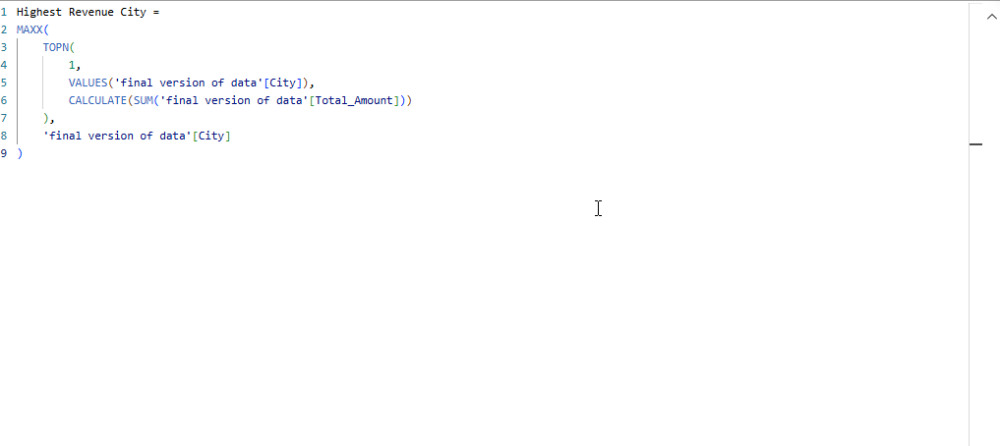 1 Highest Revenue City =
2 MAXX(
3     TOPN(
4         1,
5         VALUES('final version of data'[City]),
6         CALCULATE(SUM('final version of data'[Total_Amount]))
7     ),
8     'final version of data'[City]
9 )